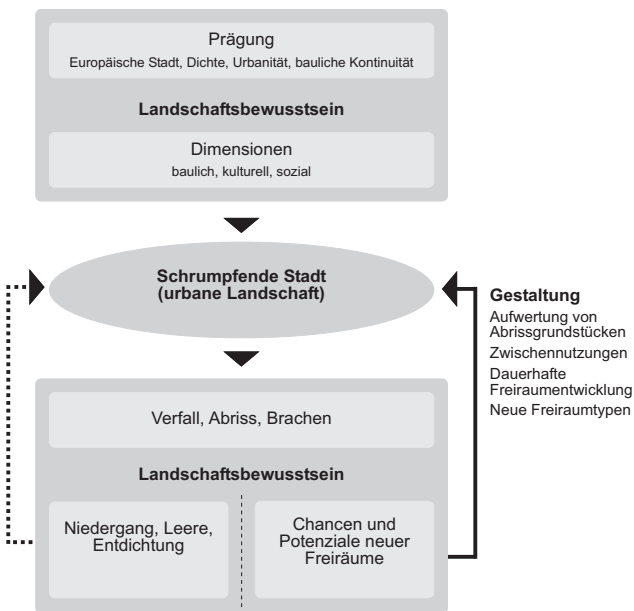 Prägung
Europäische Stadt, Dichte, Urbanität, bauliche Kontinuität
Landschaftsbewusstsein
Dimensionen
baulich, kulturell, sozial
Schrumpfende Stadt
(urbane Landschaft)
Gestaltung
Aufwertung von
Abrissgrundstücken
Zwischennutzungen
Dauerhafte
Freiraumentwicklung
Neue Freiraumtypen
Verfall, Abriss, Brachen
Landschaftsbewusstsein
Niedergang, Leere,
Entdichtung
Chancen und
Potenziale neuer
Freiräume